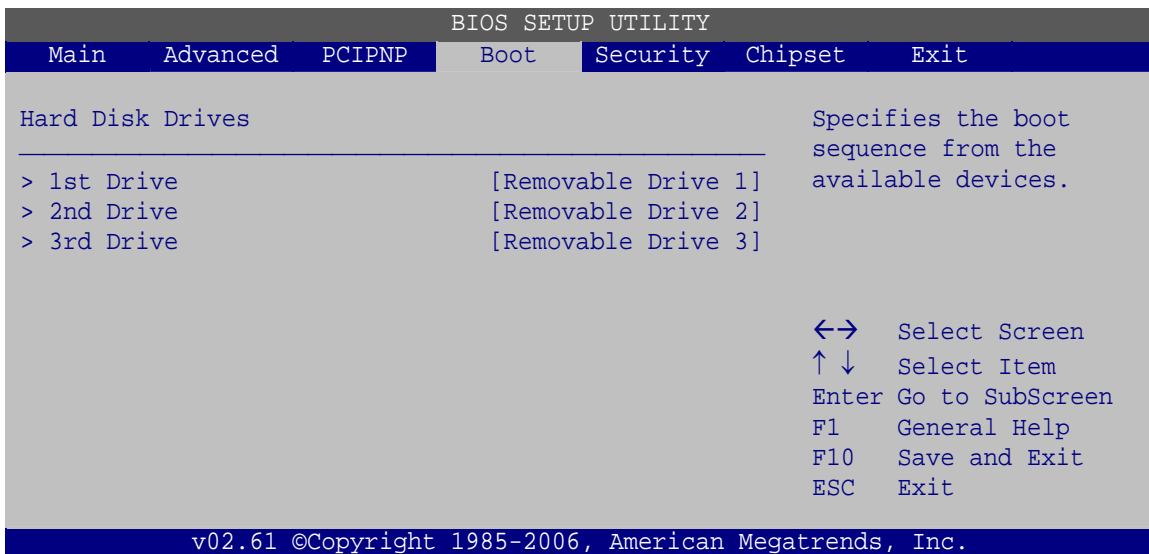 BIOS SETUP UTILITY
Main Advanced PCIPNP Boot Security Chipset Exit
Hard Disk Drives
> 1st Drive [Removable Drive 1]
> 2nd Drive [Removable Drive 2]
> 3rd Drive [Removable Drive 3]
Specifies the boot
sequence from the
available devices.
←→ Select Screen
↑ ↓ Select Item
Enter Go to SubScreen
F1 General Help
F10 Save and Exit
ESC Exit
v02.61 ©Copyright 1985-2006, American Megatrends, Inc.